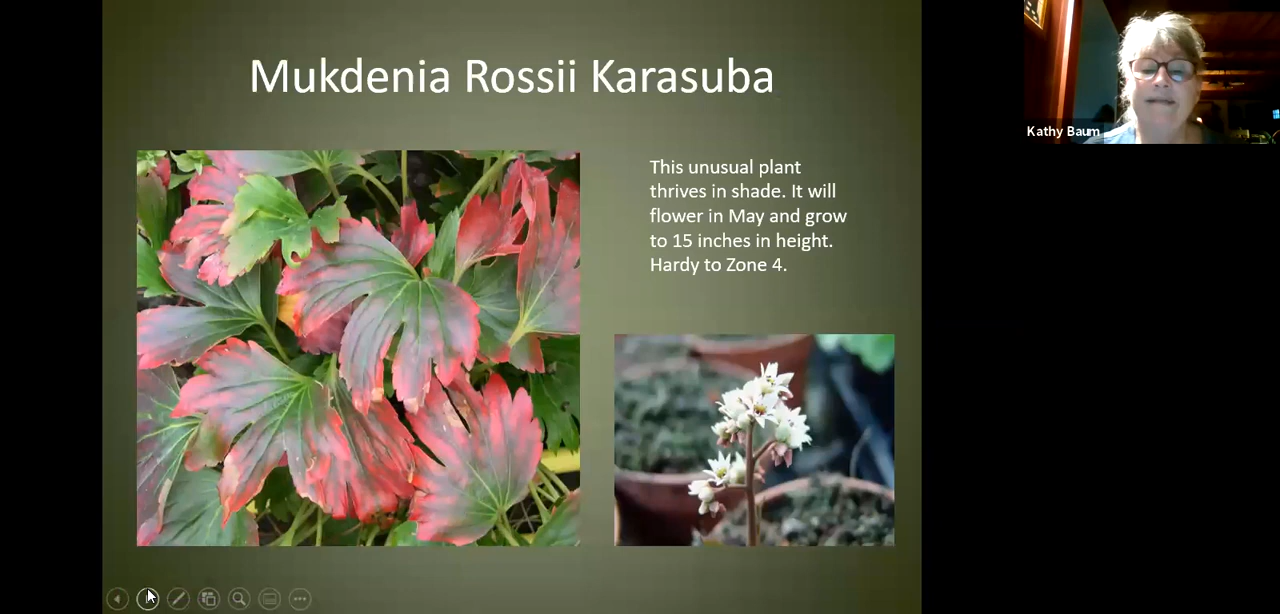 Mukdenia Rossii Karasuba
This unusual plant
thrives in shade. It will
flower in May and grow
to 15 inches in height.
Hardy to Zone 4.
Kathy Baum